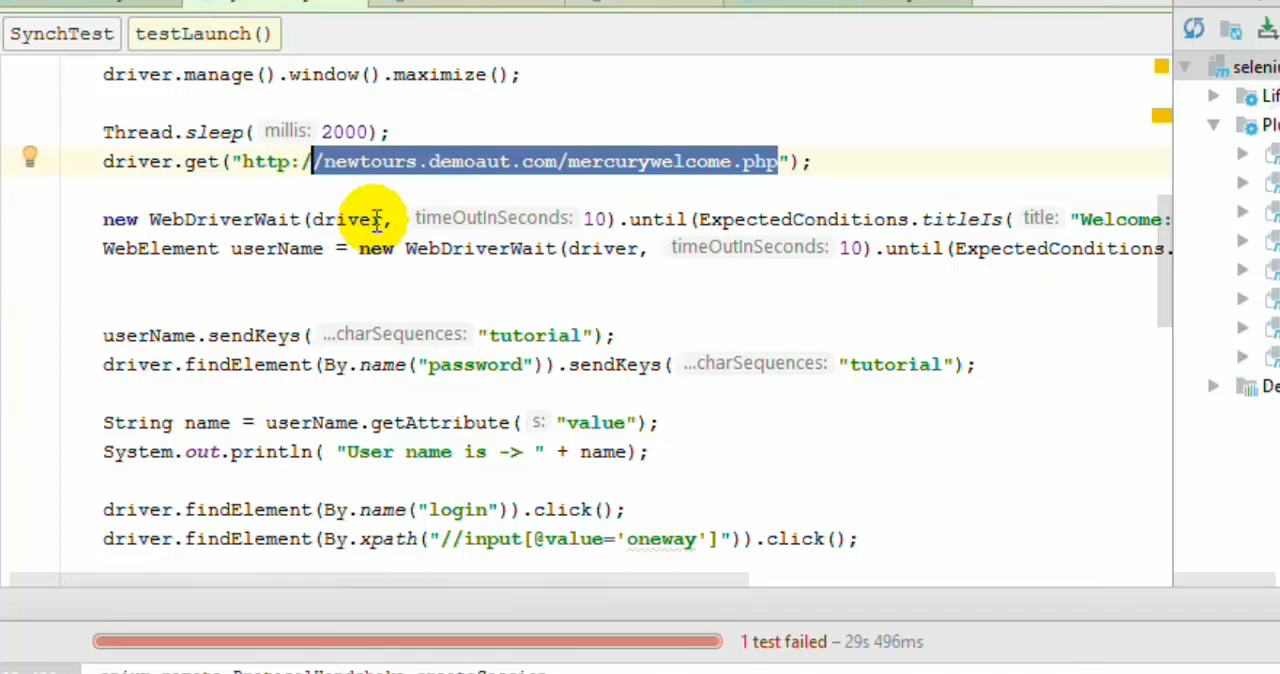 SynchTest testLaunch()
driver.manage().window().maximize();
Thread.sleep( millis: 2000);
driver.get("http://newtours.demoaut.com/mercurywelcome.php");
new WebDriverWait(driver, timeOutInSeconds: 10).until(ExpectedConditions.titleIs( title: "Welcome:
WebElement userName = new WebDriverWait(driver, timeOutInSeconds: 10).until(ExpectedConditions.
userName.sendKeys( ...charSequences: "tutorial");
driver.findElement(By.name("password")).sendKeys( ...charSequences: "tutorial");
String name = userName.getAttribute( s: "value");
System.out.println( "User name is -> " + name);
driver.findElement(By.name("login")).click();
driver.findElement(By.xpath("//input[@value='oneway']")).click();
seleni
Lif
Plu
De
1 test failed – 29s 496ms